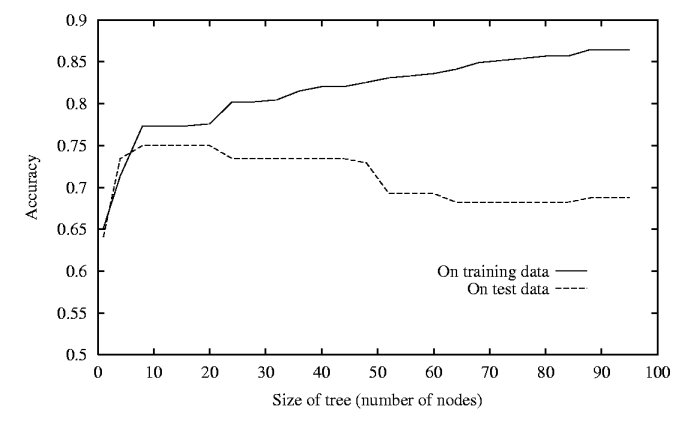 0.9
0.85
0.8
0.75
0.7
0.65
0.6
0.55
0.5
Accuracy
On training data
On test data
0 10 20 30 40 50 60 70 80 90 100
Size of tree (number of nodes)